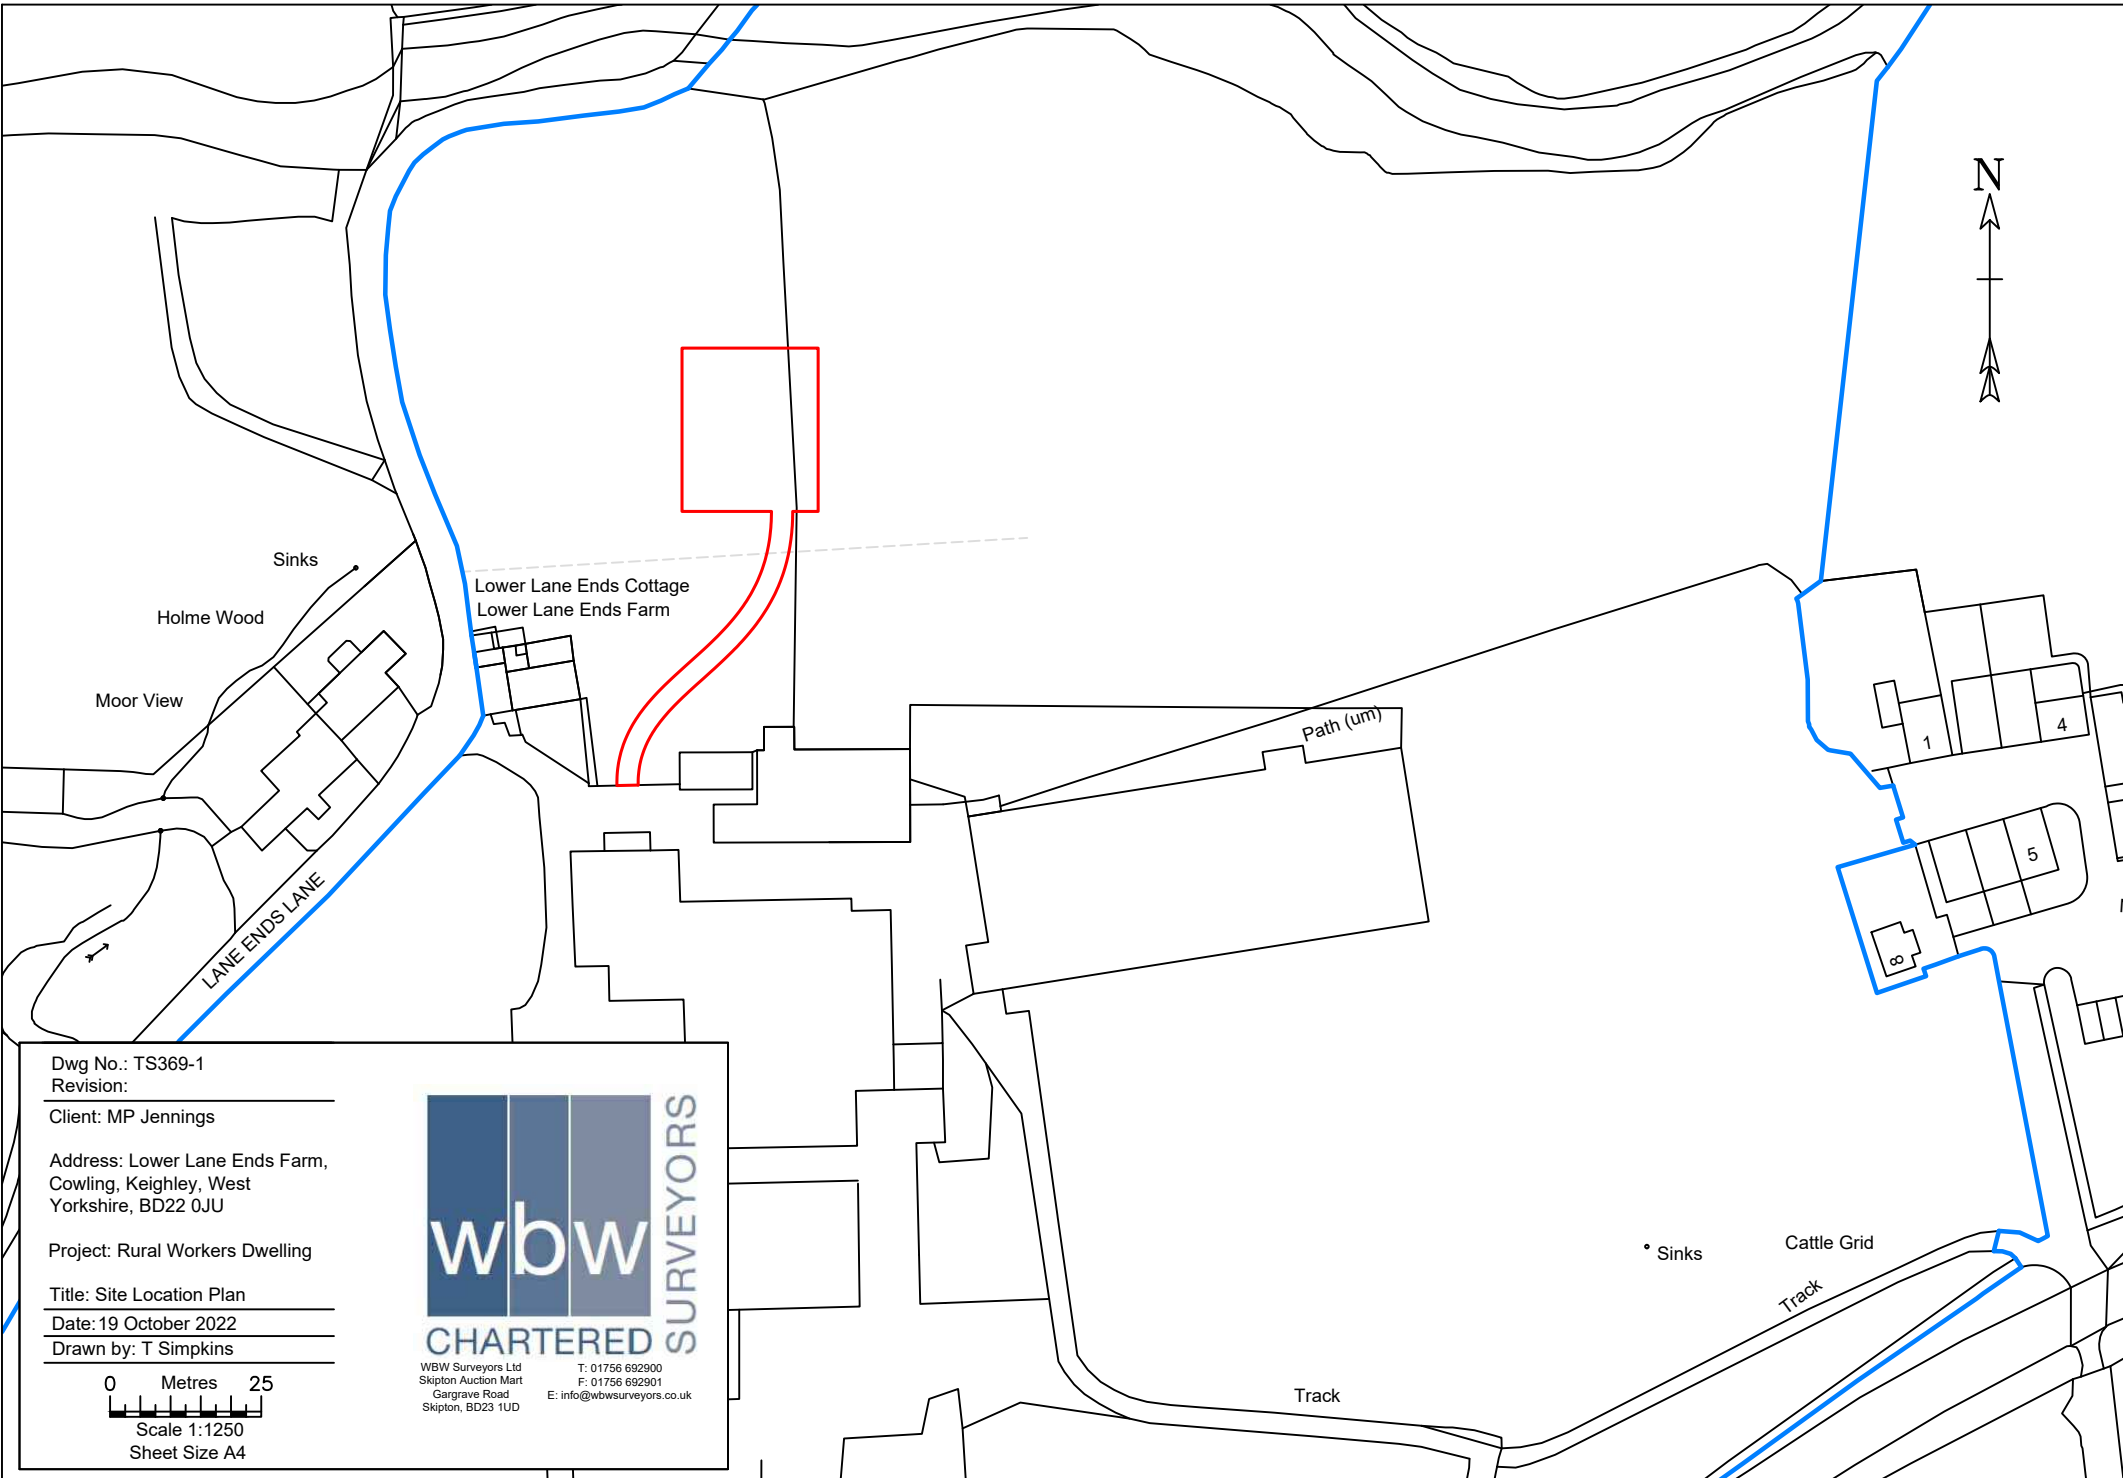 N
Sinks
Holme Wood
Moor View
Lower Lane Ends Cottage
Lower Lane Ends Farm
Path (um)
1
4
5
8
LANE ENDS LANE
Sinks
Cattle Grid
Track
Track
Dwg No.: TS369-1
Revision:
Client: MP Jennings
Address: Lower Lane Ends Farm,
Cowling, Keighley, West
Yorkshire, BD22 0JU
Project: Rural Workers Dwelling
Title: Site Location Plan
Date: 19 October 2022
Drawn by: T Simpkins
0 Metres 25
Scale 1:1250
Sheet Size A4
wbw
CHARTERED
SURVEYORS
WBW Surveyors Ltd
Skipton Auction Mart
Gargrave Road
Skipton, BD23 1UD
T: 01756 692900
F: 01756 692901
E: info@wbwsurveyors.co.uk